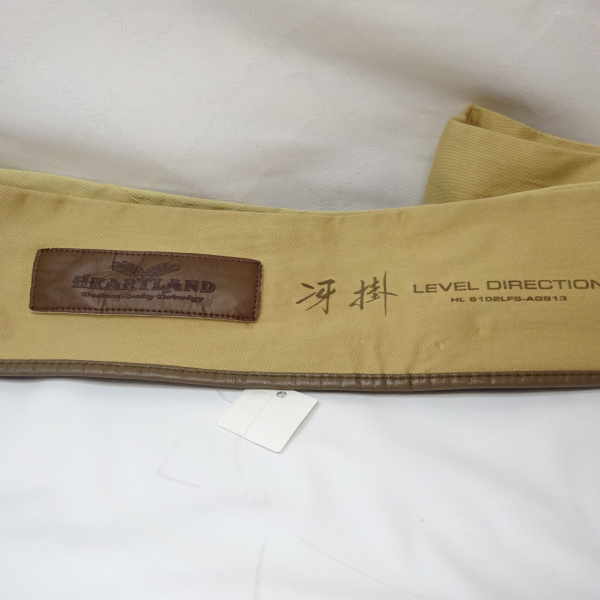 HEARTLAND
冴掛
LEVEL DIRECTION
HL 6102LFS-AGS13